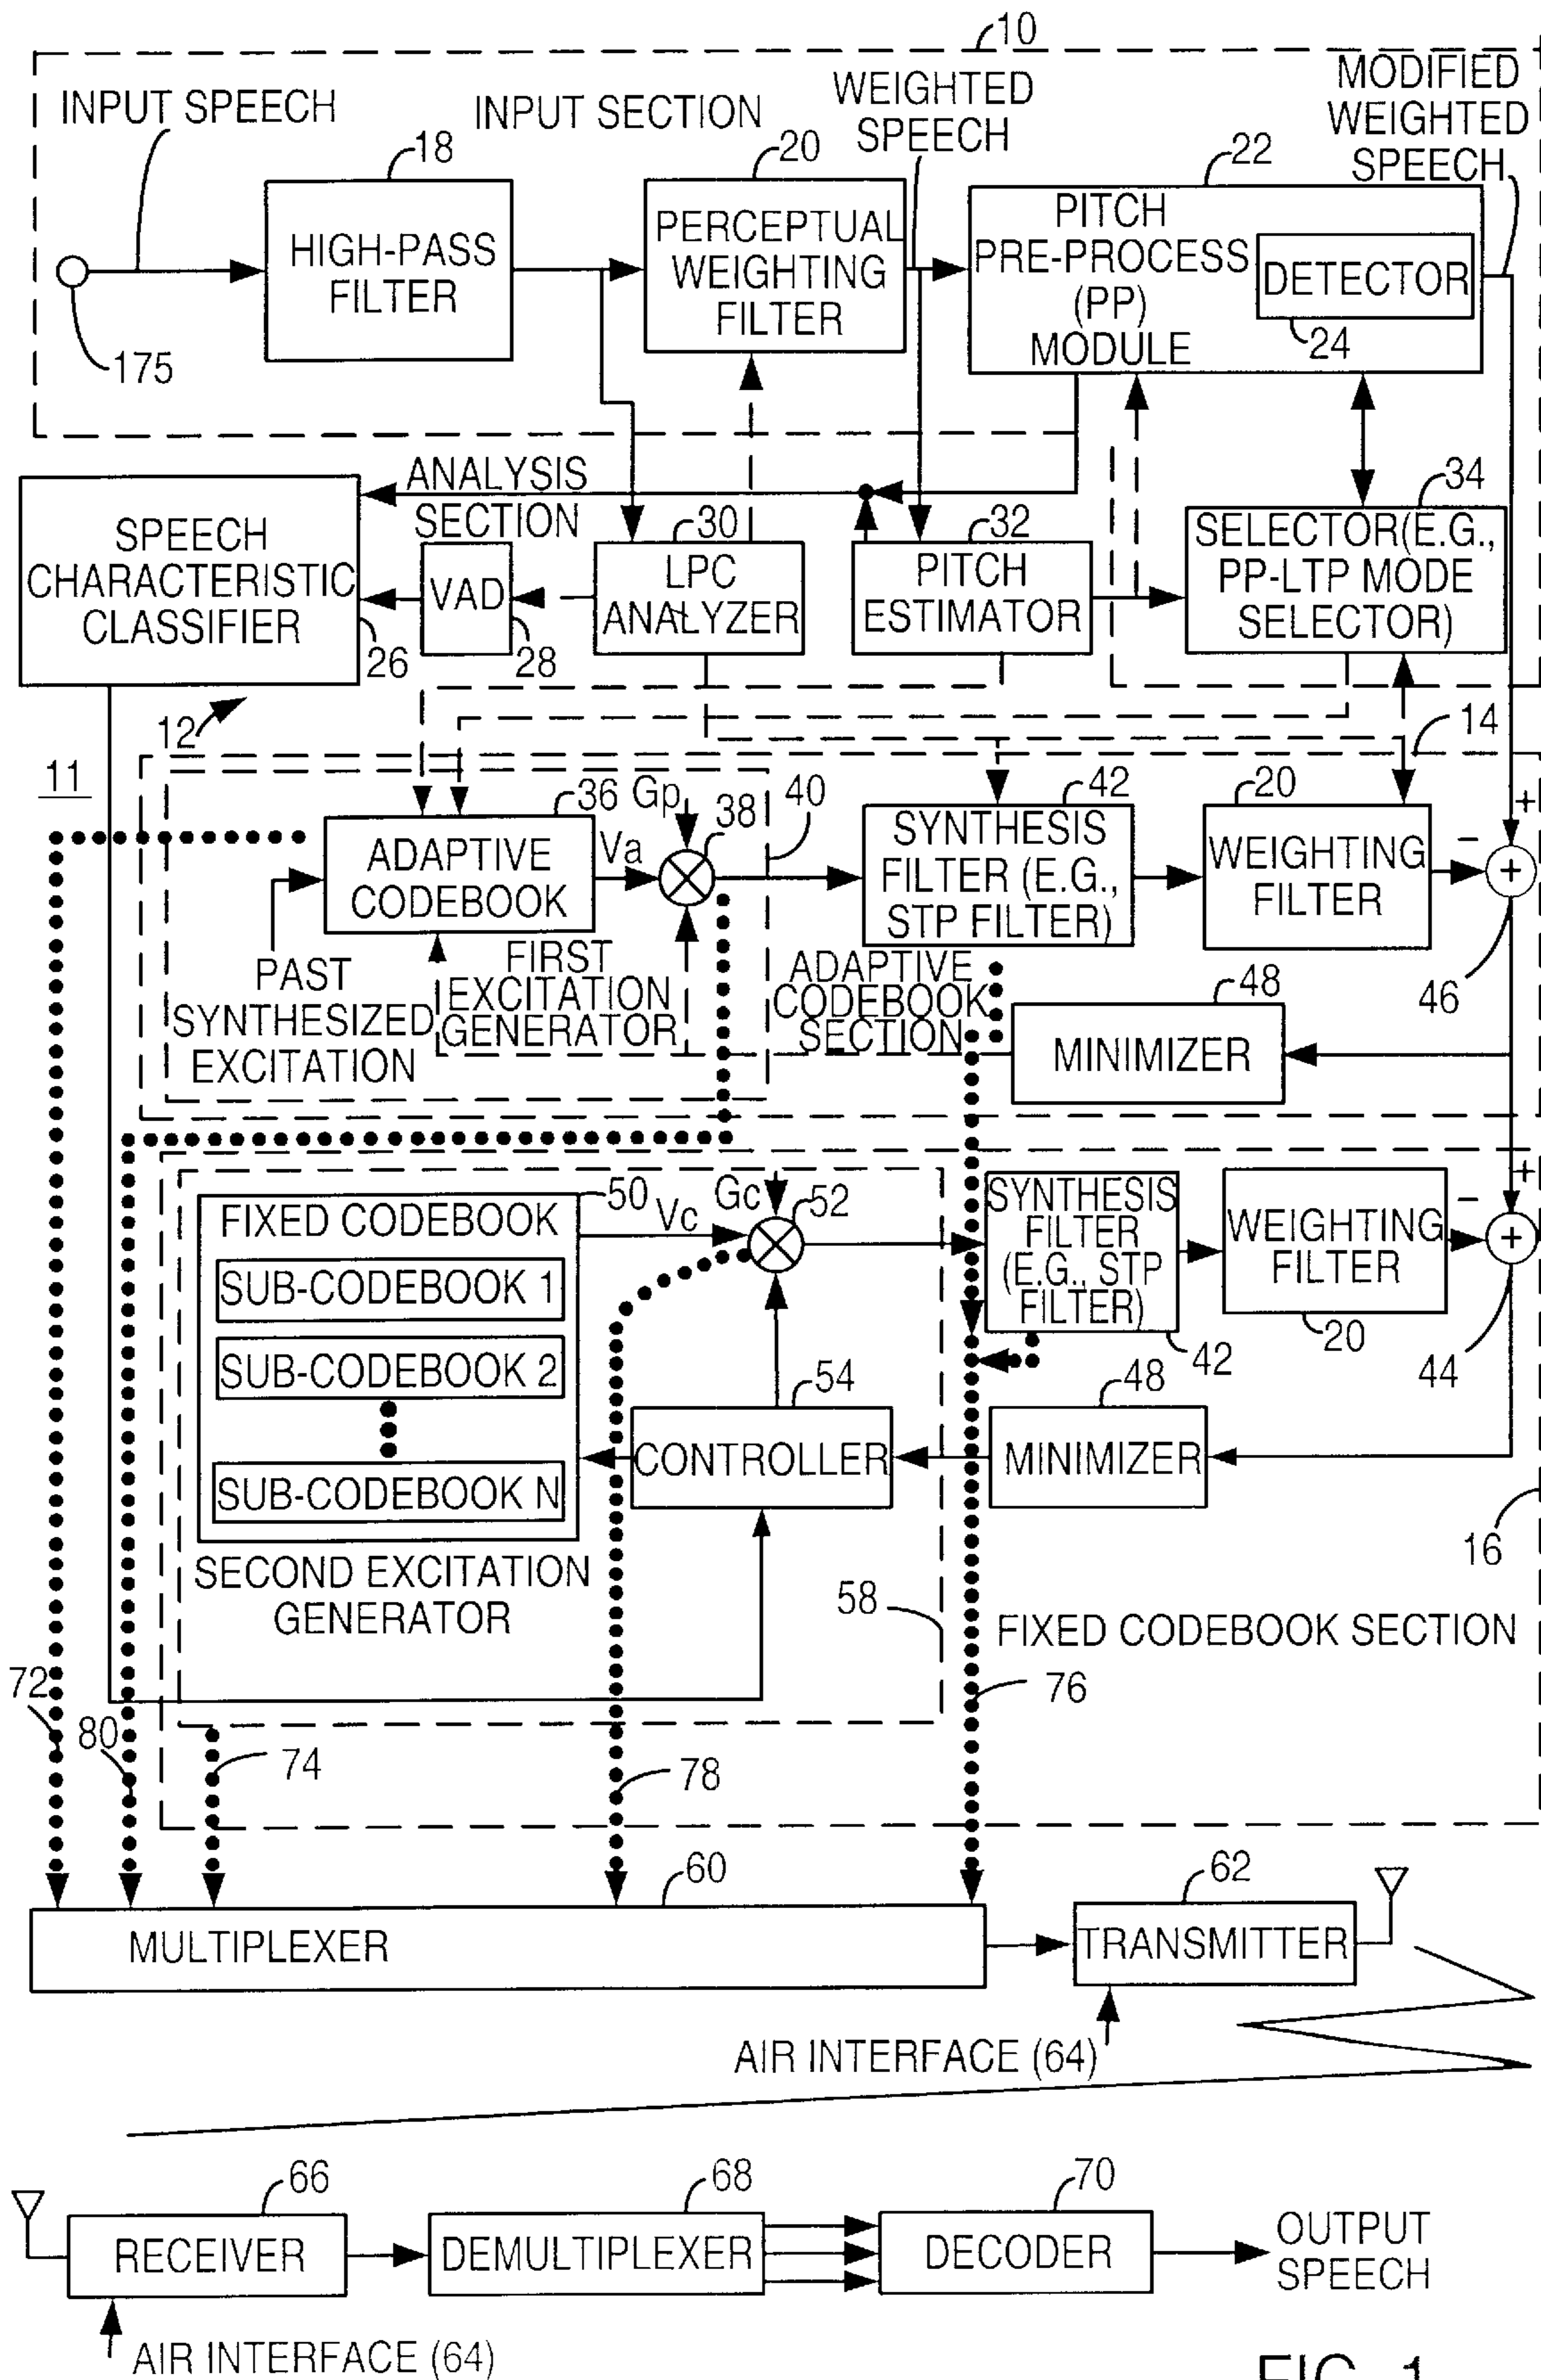 10
INPUT SPEECH
INPUT SECTION
WEIGHTED
SPEECH
MODIFIED
WEIGHTED
SPEECH
18
20
22
HIGH-PASS
FILTER
PERCEPTUAL
WEIGHTING
FILTER
PITCH
PRE-PROCESS
(PP)
MODULE
DETECTOR
24
175
ANALYSIS
SECTION
SPEECH
CHARACTERISTIC
CLASSIFIER
26
VAD
28
30
LPC
ANALYZER
32
PITCH
ESTIMATOR
34
SELECTOR(E.G.,
PP-LTP MODE
SELECTOR)
12
14
11
36
Gp
38
40
42
20
+
ADAPTIVE
CODEBOOK
Va
SYNTHESIS
FILTER (E.G.,
STP FILTER)
WEIGHTING
FILTER
−
+
46
PAST
SYNTHESIZED
EXCITATION
FIRST
EXCITATION
GENERATOR
ADAPTIVE
CODEBOOK
SECTION
48
MINIMIZER
50
Gc
52
Vc
FIXED CODEBOOK
SUB-CODEBOOK 1
SUB-CODEBOOK 2
SUB-CODEBOOK N
SYNTHESIS
FILTER
(E.G., STP
FILTER)
42
WEIGHTING
FILTER
20
+
−
+
44
54
CONTROLLER
48
MINIMIZER
16
SECOND EXCITATION
GENERATOR
58
FIXED CODEBOOK SECTION
72
80
74
78
76
60
MULTIPLEXER
62
TRANSMITTER
AIR INTERFACE (64)
66
RECEIVER
68
DEMULTIPLEXER
70
DECODER
OUTPUT
SPEECH
AIR INTERFACE (64)
FIG. 1